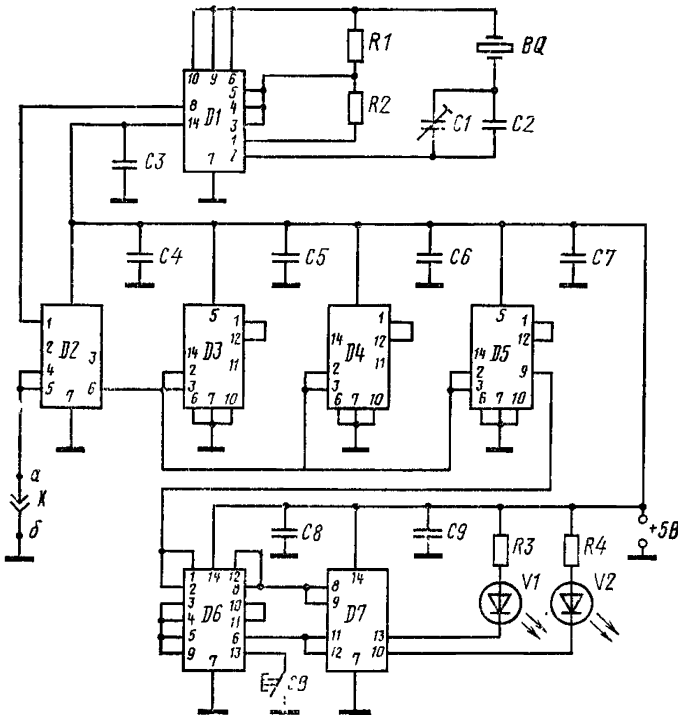 R1
BQ
10 9 6
5
8 D1 4
R2
14 3
C1
C2
1
C3
7 2
C4
C5
C6
C7
5
5
5
1
1
1
1
12
12
12
2 D2 3
14 D3 11
14 D4 11
14 D5 9
4
2
2
2
5 6
3
3
3
7
6 7 10
6 7 10
6 7 10
а
К
б
C8
C9
+5В
R3
R4
1 14 12
14
V1
V2
2 8
8
3 10
9
4 D6 11
D7
5 6
11 13
9 13
12 10
SB
7
7